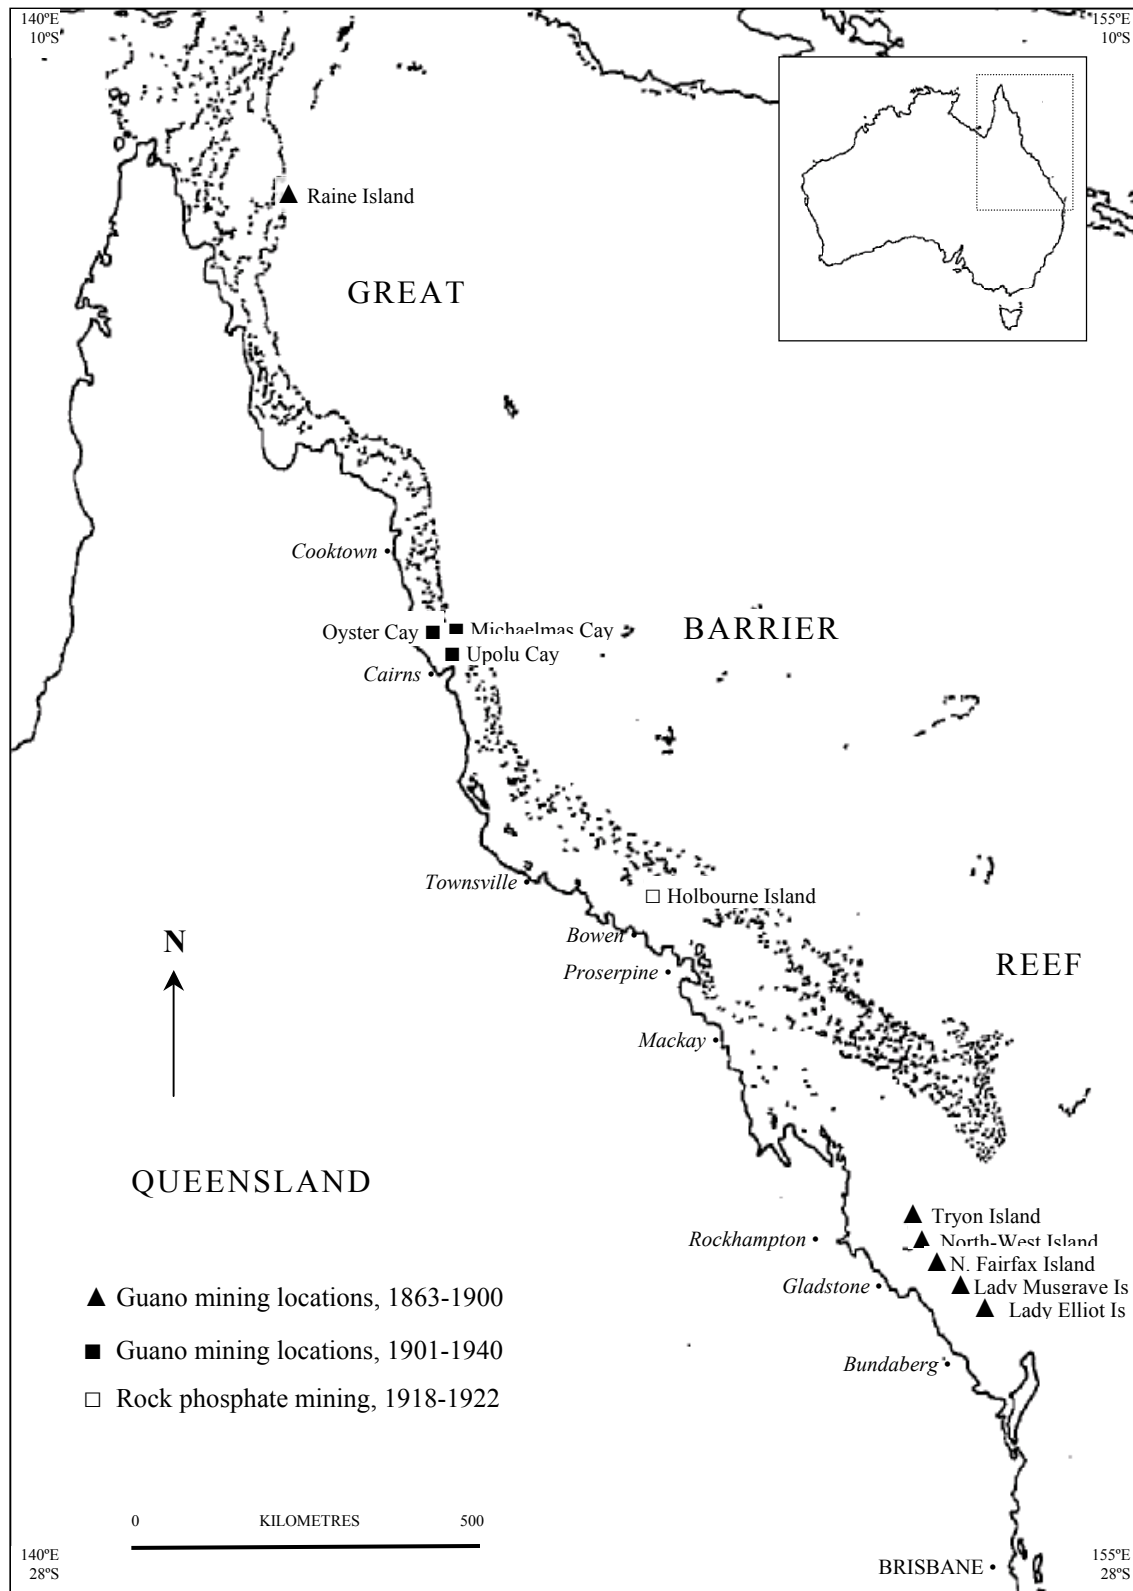 140ºE
10ºS
155ºE
10ºS
Raine Island
GREAT
Cooktown
Oyster Cay
Michaelmas Cay
Upolu Cay
BARRIER
Cairns
Townsville
Holbourne Island
Bowen
N
REEF
Proserpine
Mackay
QUEENSLAND
Tryon Island
North-West Island
Rockhampton
N. Fairfax Island
Gladstone
Lady Musgrave Is
Lady Elliot Is
Guano mining locations, 1863-1900
Guano mining locations, 1901-1940
Bundaberg
Rock phosphate mining, 1918-1922
0 KILOMETRES 500
140ºE
28ºS
BRISBANE
155ºE
28ºS